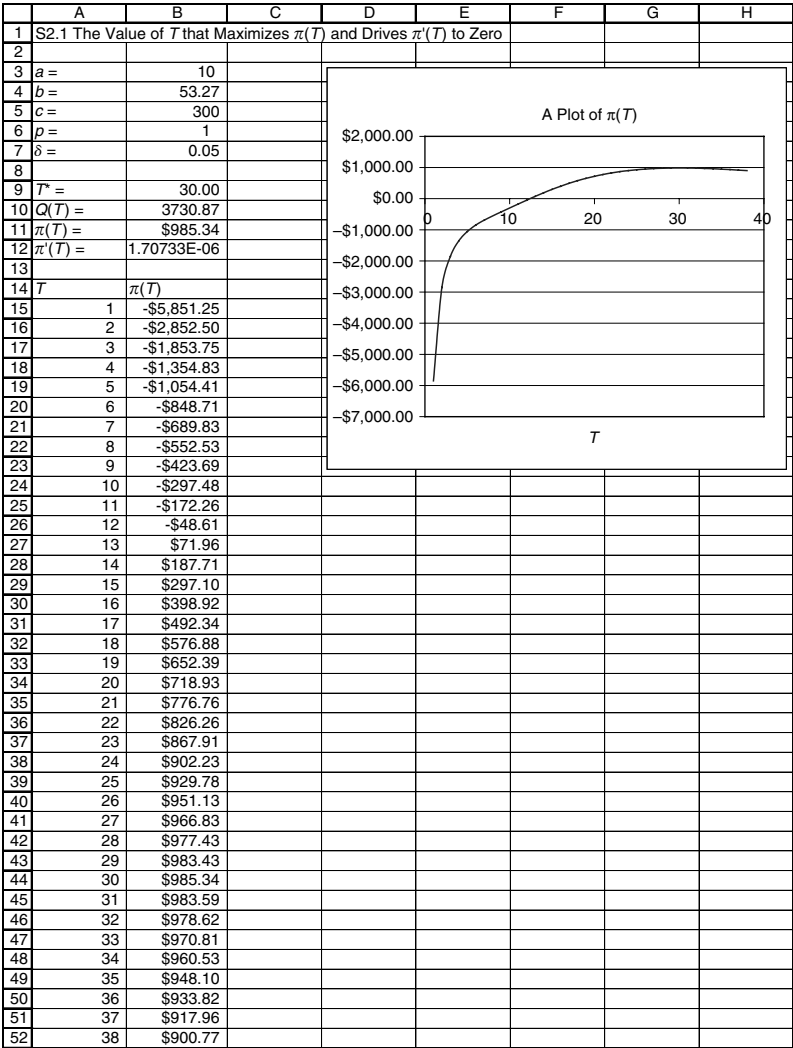 A B C D E F G H
1 S2.1 The Value of T that Maximizes π(T) and Drives π'(T) to Zero
2
3 a = 10
4 b = 53.27
5 c = 300
6 p = 1
7 δ = 0.05
8
9 T* = 30.00
10 Q(T) = 3730.87
11 π(T) = $985.34
12 π'(T) = 1.70733E-06
13
14 T π(T)
15 1 -$5,851.25
16 2 -$2,852.50
17 3 -$1,853.75
18 4 -$1,354.83
19 5 -$1,054.41
20 6 -$848.71
21 7 -$689.83
22 8 -$552.53
23 9 -$423.69
24 10 -$297.48
25 11 -$172.26
26 12 -$48.61
27 13 $71.96
28 14 $187.71
29 15 $297.10
30 16 $398.92
31 17 $492.34
32 18 $576.88
33 19 $652.39
34 20 $718.93
35 21 $776.76
36 22 $826.26
37 23 $867.91
38 24 $902.23
39 25 $929.78
40 26 $951.13
41 27 $966.83
42 28 $977.43
43 29 $983.43
44 30 $985.34
45 31 $983.59
46 32 $978.62
47 33 $970.81
48 34 $960.53
49 35 $948.10
50 36 $933.82
51 37 $917.96
52 38 $900.77
A Plot of π(T)
$2,000.00
$1,000.00
$0.00
0 10 20 30 40
–$1,000.00
–$2,000.00
–$3,000.00
–$4,000.00
–$5,000.00
–$6,000.00
–$7,000.00
T